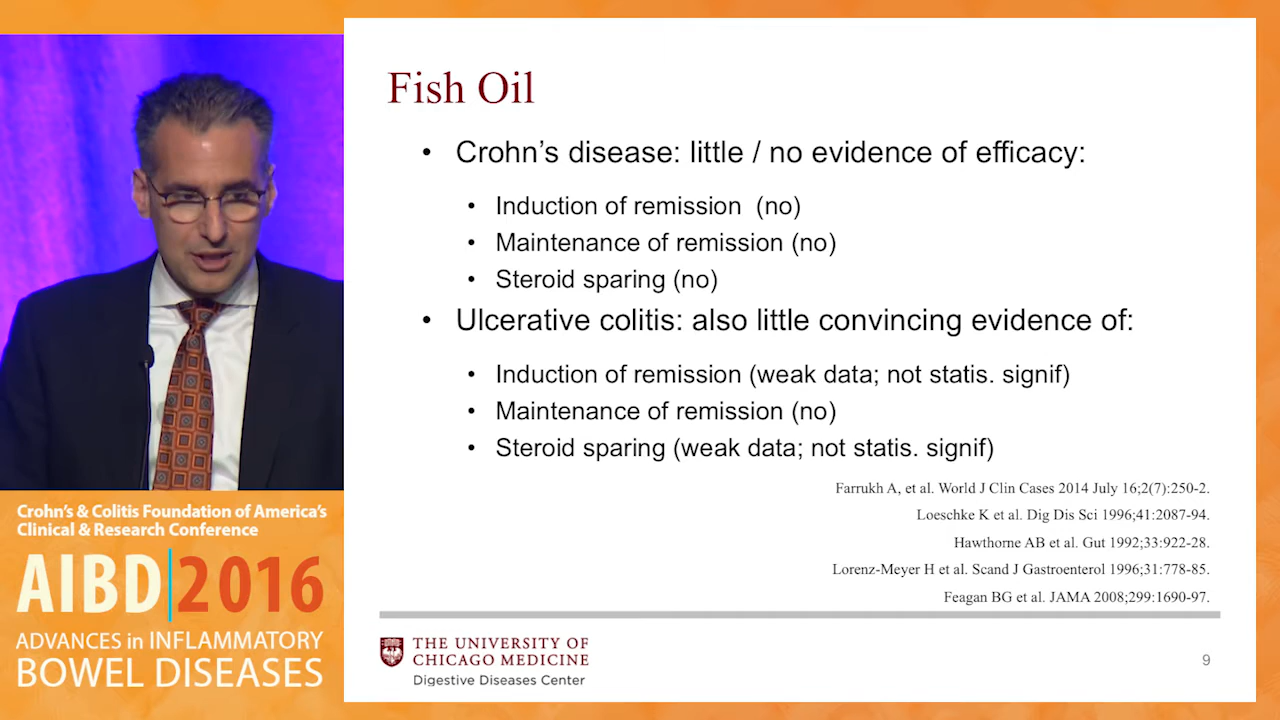 Fish Oil
• Crohn's disease: little / no evidence of efficacy:
• Induction of remission (no)
• Maintenance of remission (no)
• Steroid sparing (no)
• Ulcerative colitis: also little convincing evidence of:
• Induction of remission (weak data; not statis. signif)
• Maintenance of remission (no)
• Steroid sparing (weak data; not statis. signif)
Farrukh A, et al. World J Clin Cases 2014 July 16;2(7):250-2.
Loeschke K et al. Dig Dis Sci 1996;41:2087-94.
Hawthorne AB et al. Gut 1992;33:922-28.
Lorenz-Meyer H et al. Scand J Gastroenterol 1996;31:778-85.
Feagan BG et al. JAMA 2008;299:1690-97.
THE UNIVERSITY OF
CHICAGO MEDICINE
Digestive Diseases Center
9
Crohn's & Colitis Foundation of America's
Clinical & Research Conference
AIBD|2016
ADVANCES in INFLAMMATORY
BOWEL DISEASES